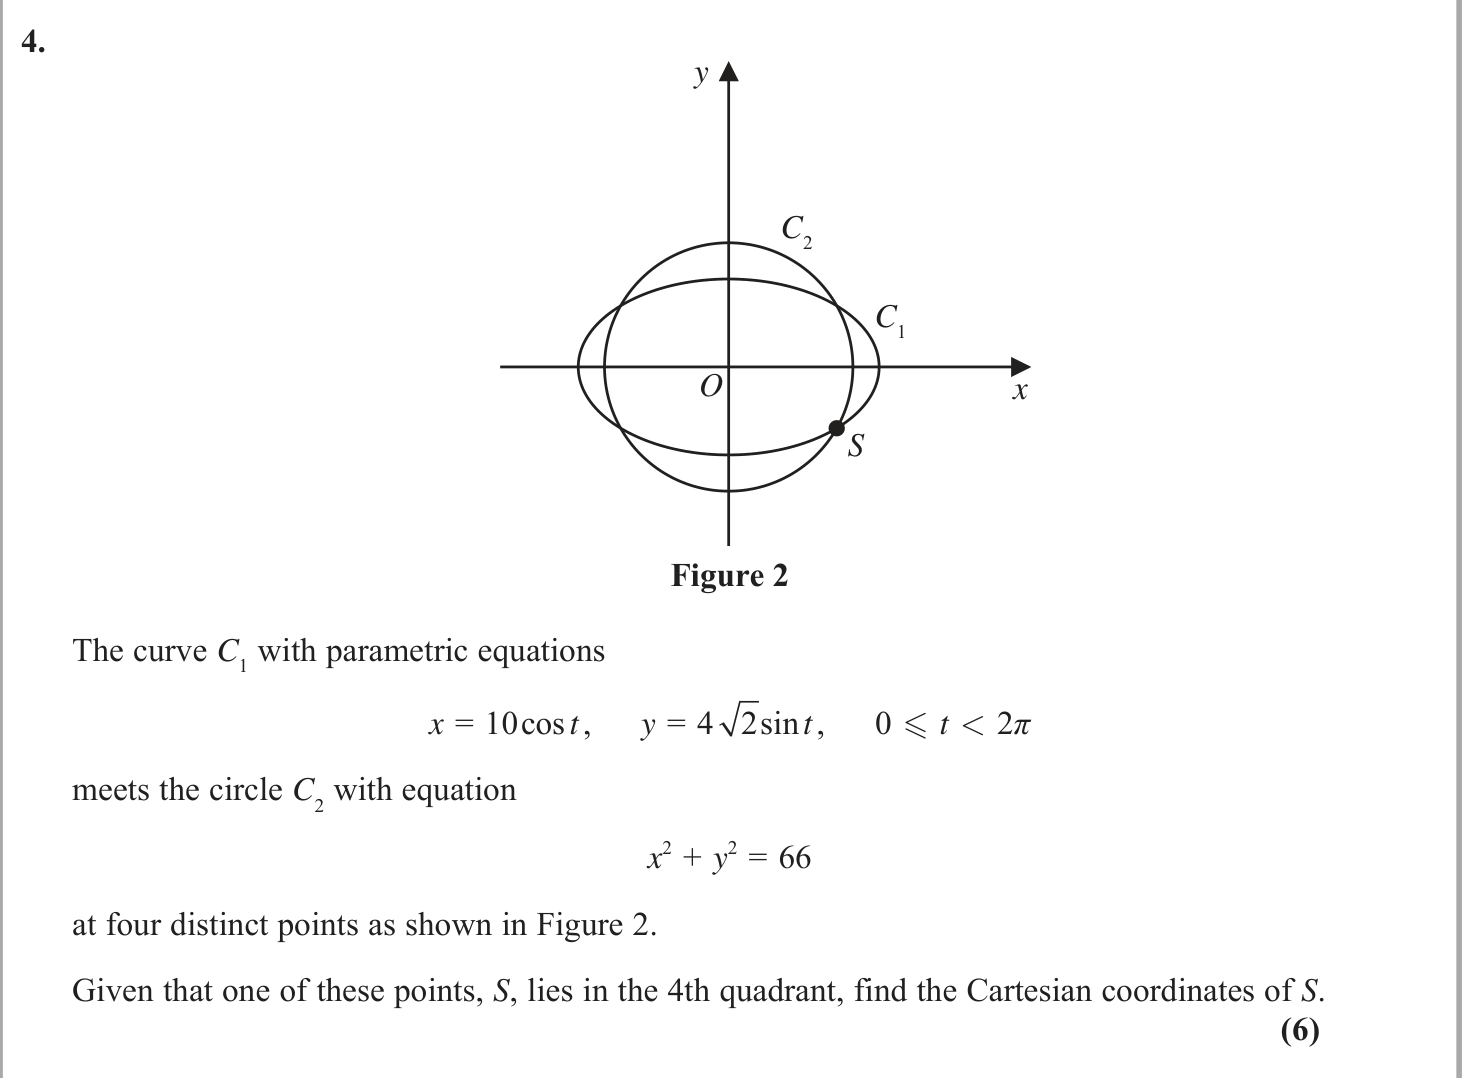 4.
y
C₂
C₁
O
x
S
Figure 2
The curve C₁ with parametric equations
x = 10cos t, y = 4√2 sin t, 0 ⩽ t < 2π
meets the circle C₂ with equation
x² + y² = 66
at four distinct points as shown in Figure 2.
Given that one of these points, S, lies in the 4th quadrant, find the Cartesian coordinates of S.
(6)